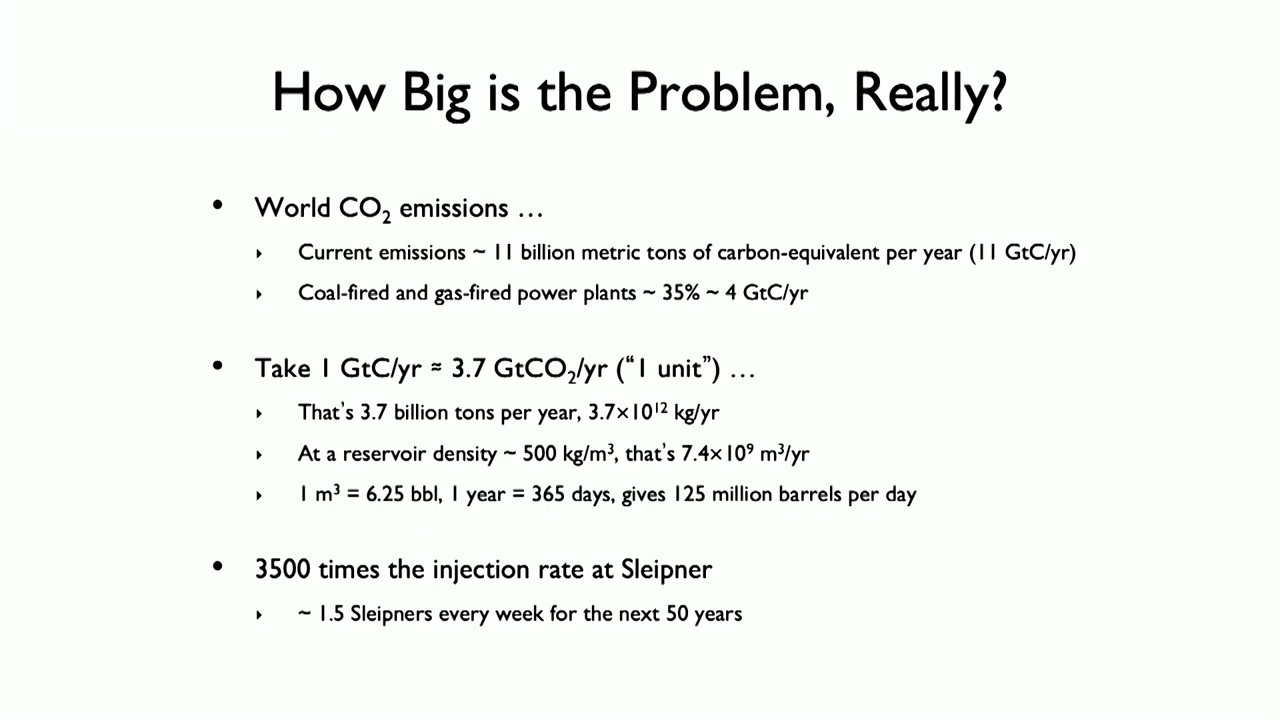 How Big is the Problem, Really?
• World CO₂ emissions …
‣ Current emissions ~ 11 billion metric tons of carbon-equivalent per year (11 GtC/yr)
‣ Coal-fired and gas-fired power plants ~ 35% ~ 4 GtC/yr
• Take 1 GtC/yr ≈ 3.7 GtCO₂/yr (“1 unit”) …
‣ That’s 3.7 billion tons per year, 3.7×10¹² kg/yr
‣ At a reservoir density ~ 500 kg/m³, that’s 7.4×10⁹ m³/yr
‣ 1 m³ = 6.25 bbl, 1 year = 365 days, gives 125 million barrels per day
• 3500 times the injection rate at Sleipner
‣ ~ 1.5 Sleipners every week for the next 50 years